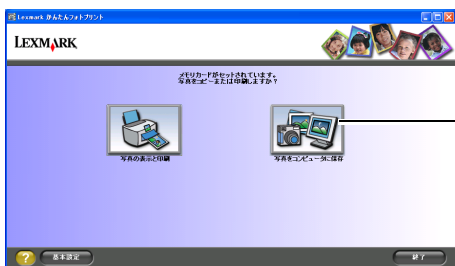 Lexmark かんたんフォトプリント
LEXMARK
メモリカードがセットされています。
写真をコピーまたは印刷しますか？
写真の表示と印刷
写真をコンピュータに保存
?
基本設定
終了